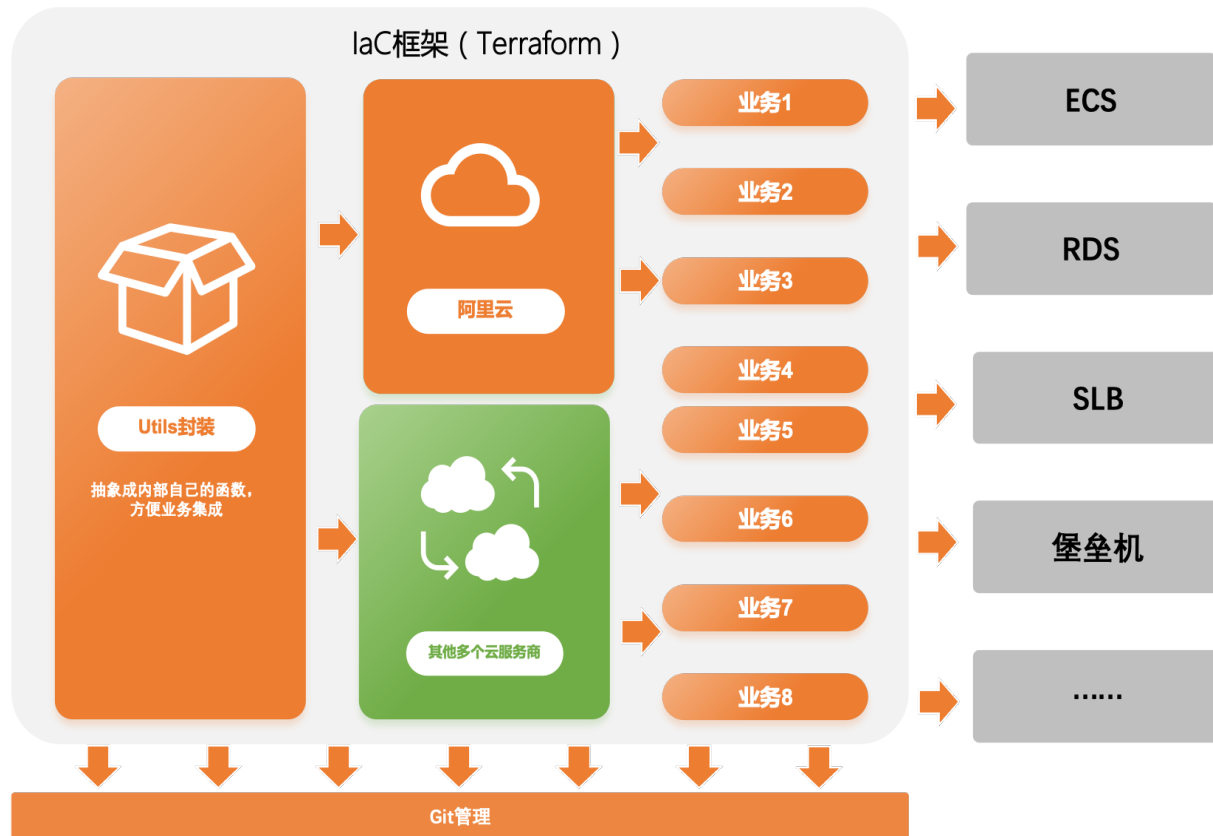 IaC框架（Terraform）
Utils封装
抽象成内部自己的函数，
方便业务集成
阿里云
其他多个云服务商
业务1
业务2
业务3
业务4
业务5
业务6
业务7
业务8
ECS
RDS
SLB
堡垒机
……
Git管理